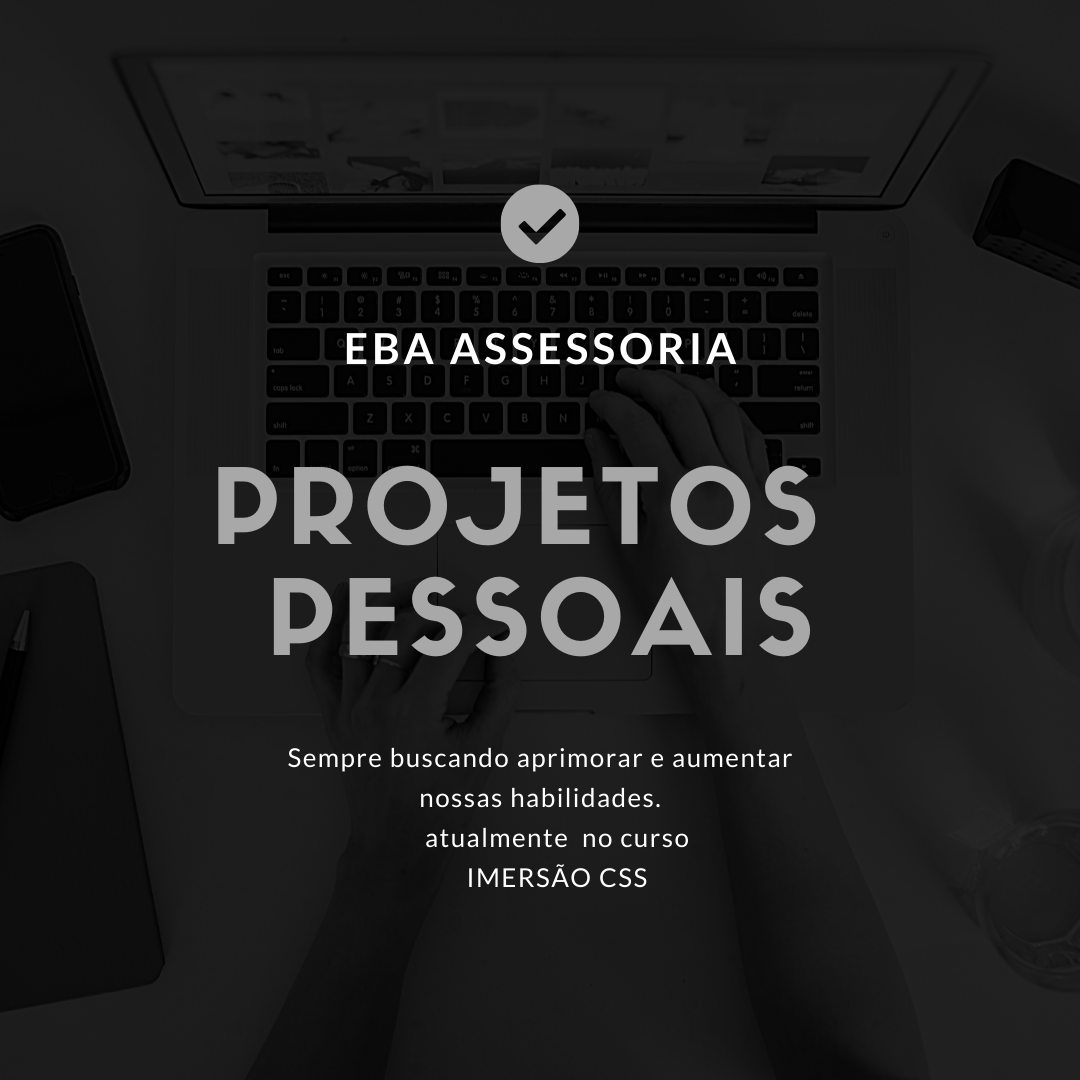 EBA ASSESSORIA
PROJETOS
PESSOAIS
Sempre buscando aprimorar e aumentar
nossas habilidades.
atualmente  no curso
IMERSÃO CSS